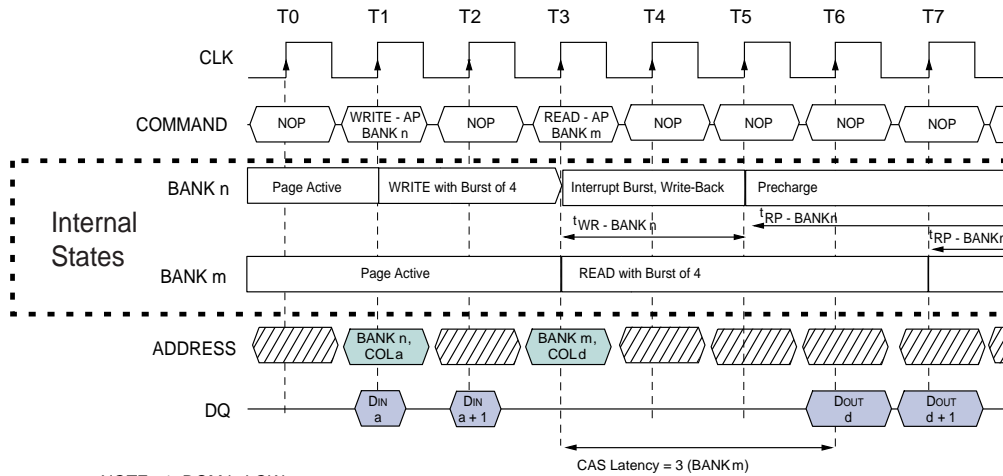 T0 T1 T2 T3 T4 T5 T6 T7
CLK
COMMAND NOP WRITE - AP BANK n NOP READ - AP BANK m NOP NOP NOP NOP
BANK n Page Active WRITE with Burst of 4 Interrupt Burst, Write-Back Precharge
Internal States
tWR - BANK n tRP - BANK n
tRP - BANK
BANK m Page Active READ with Burst of 4
ADDRESS BANK n, COL a BANK m, COL d
DQ DIN a DIN a + 1 DOUT d DOUT d + 1
CAS Latency = 3 (BANK m)